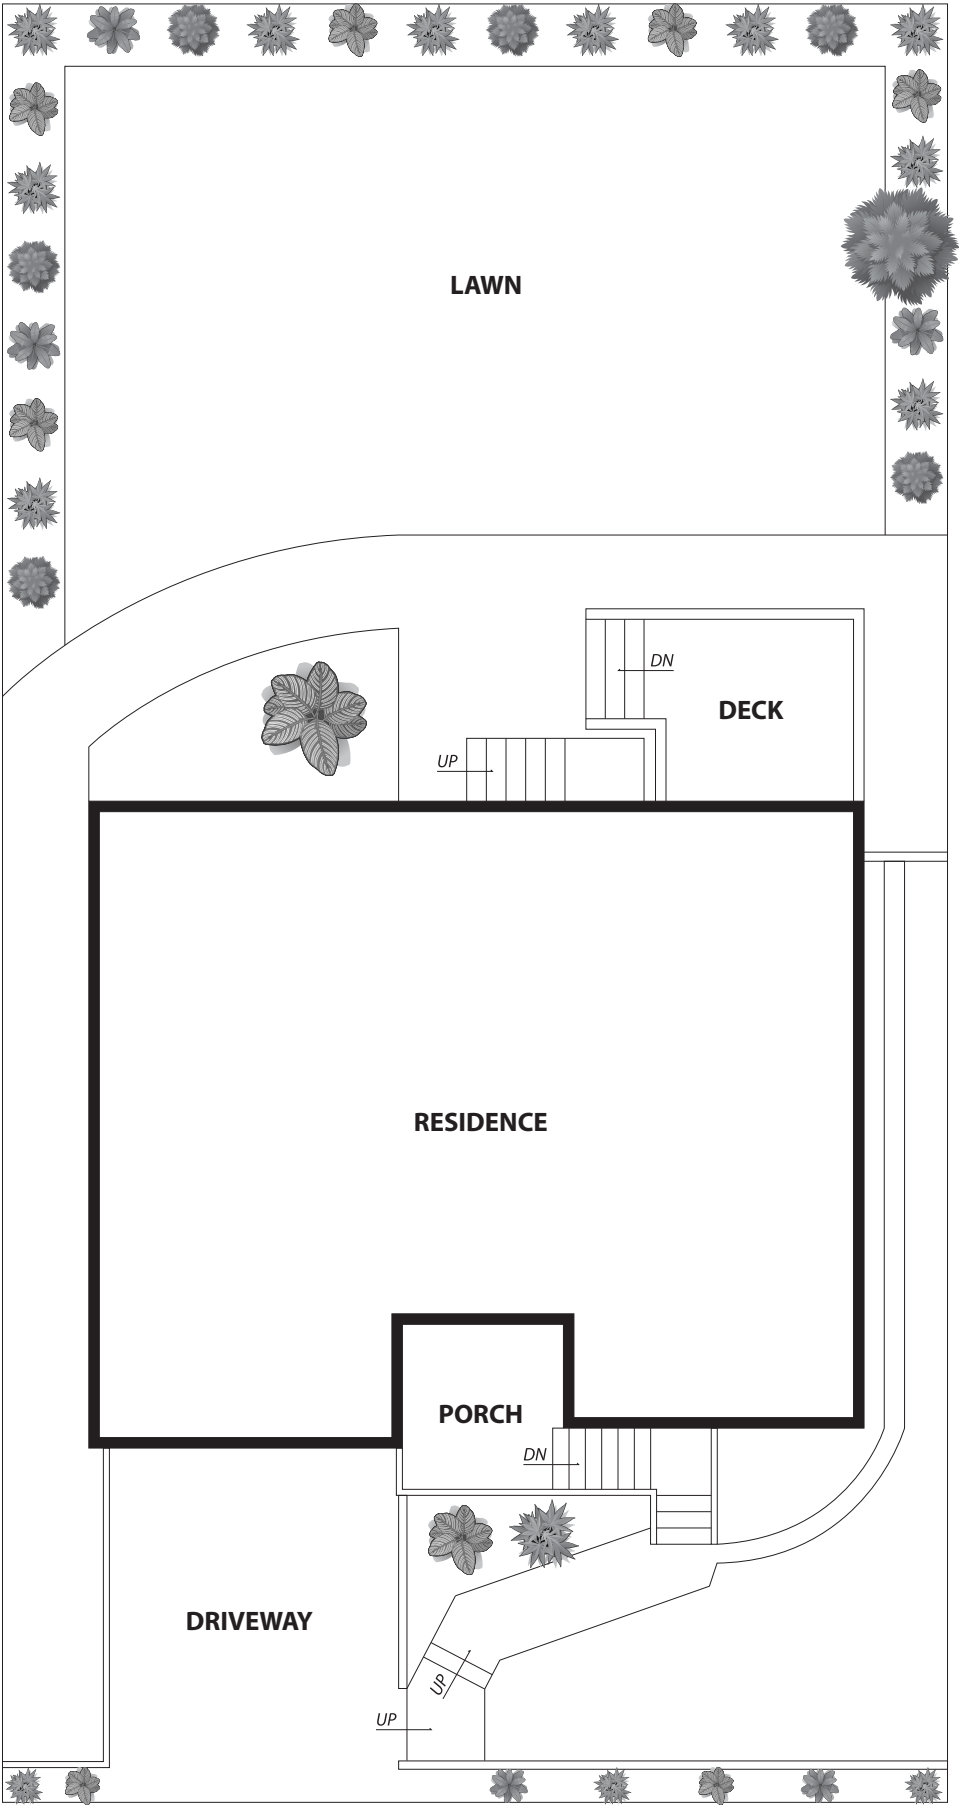 LAWN
DN
DECK
UP
RESIDENCE
PORCH
DN
DRIVEWAY
UP
UP